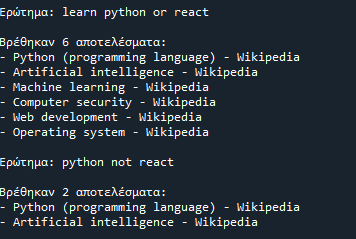 Ερώτημα: learn python or react
Βρέθηκαν 6 αποτελέσματα:
- Python (programming language) - Wikipedia
- Artificial intelligence - Wikipedia
- Machine learning - Wikipedia
- Computer security - Wikipedia
- Web development - Wikipedia
- Operating system - Wikipedia
Ερώτημα: python not react
Βρέθηκαν 2 αποτελέσματα:
- Python (programming language) - Wikipedia
- Artificial intelligence - Wikipedia